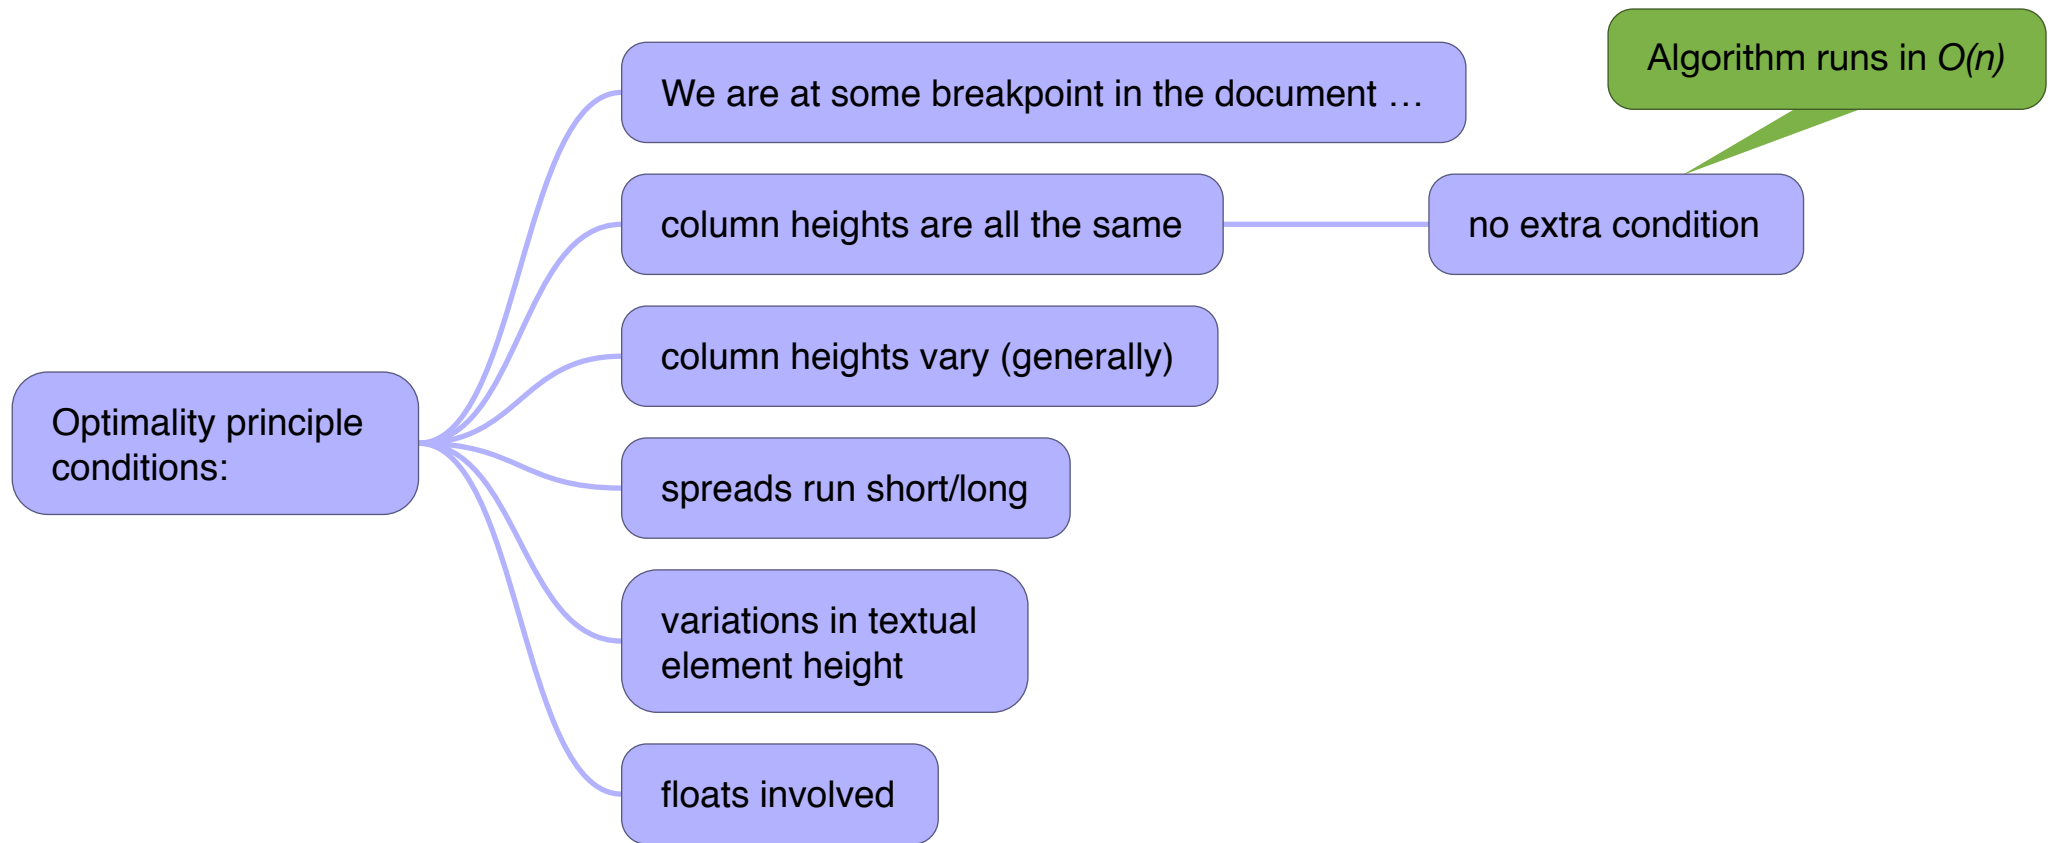 Algorithm runs in O(n)
We are at some breakpoint in the document …
column heights are all the same
no extra condition
column heights vary (generally)
Optimality principle
conditions:
spreads run short/long
variations in textual
element height
floats involved